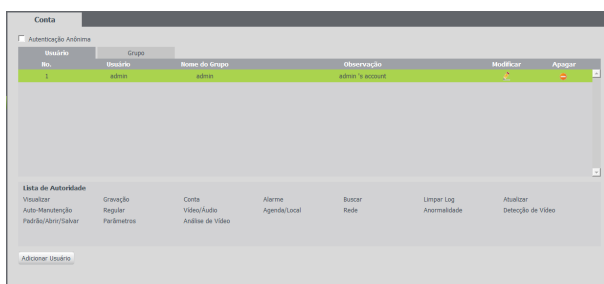 Conta
Autenticação Anônima
Usuário Grupo
No. Usuário Nome do Grupo Observação Modificar Apagar
1 admin admin admin 's account
Lista de Autoridade
Visualizar Gravação Conta Alarme Buscar Limpar Log Atualizar
Auto-Manutenção Regular Vídeo/Áudio Agenda/Local Rede Anormalidade Detecção de Vídeo
Padrão/Abrir/Salvar Parâmetros Análise de Vídeo
Adicionar Usuário